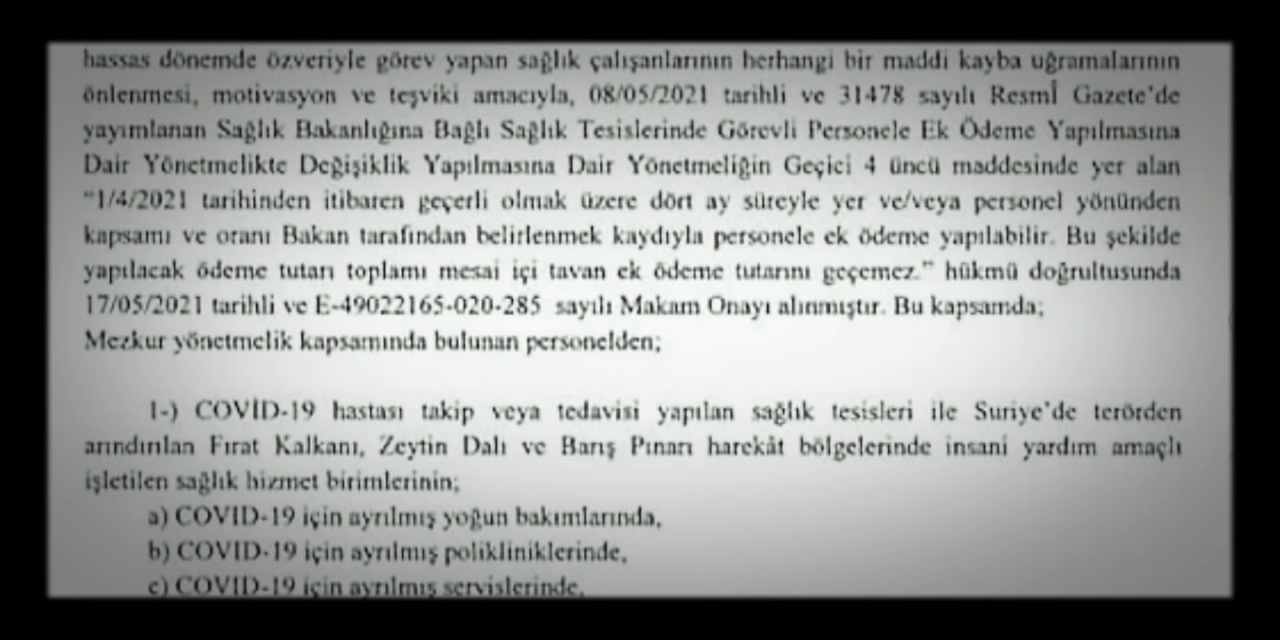 hassas dönemde özveriyle görev yapan sağlık çalışanlarının herhangi bir maddi kayba uğramalarının
önlenmesi, motivasyon ve teşviki amacıyla, 08/05/2021 tarihli ve 31478 sayılı Resmî Gazete'de
yayımlanan Sağlık Bakanlığına Bağlı Sağlık Tesislerinde Görevli Personele Ek Ödeme Yapılmasına
Dair Yönetmelikte Değişiklik Yapılmasına Dair Yönetmeliğin Geçici 4 üncü maddesinde yer alan
"1/4/2021 tarihinden itibaren geçerli olmak üzere dört ay süreyle yer ve/veya personel yönünden
kapsamı ve oranı Bakan tarafından belirlenmek kaydıyla personele ek ödeme yapılabilir. Bu şekilde
yapılacak ödeme tutarı toplamı mesai içi tavan ek ödeme tutarını geçemez." hükmü doğrultusunda
17/05/2021 tarihli ve E-49022165-020-285 sayılı Makam Onayı alınmıştır. Bu kapsamda;
Mezkur yönetmelik kapsamında bulunan personelden;
1-) COVİD-19 hastası takip veya tedavisi yapılan sağlık tesisleri ile Suriye'de terörden
arındırılan Fırat Kalkanı, Zeytin Dalı ve Barış Pınarı harekât bölgelerinde insani yardım amaçlı
işletilen sağlık hizmet birimlerinin;
a) COVID-19 için ayrılmış yoğun bakımlarında,
b) COVID-19 için ayrılmış polikliniklerinde,
c) COVID-19 için ayrılmış servislerinde,